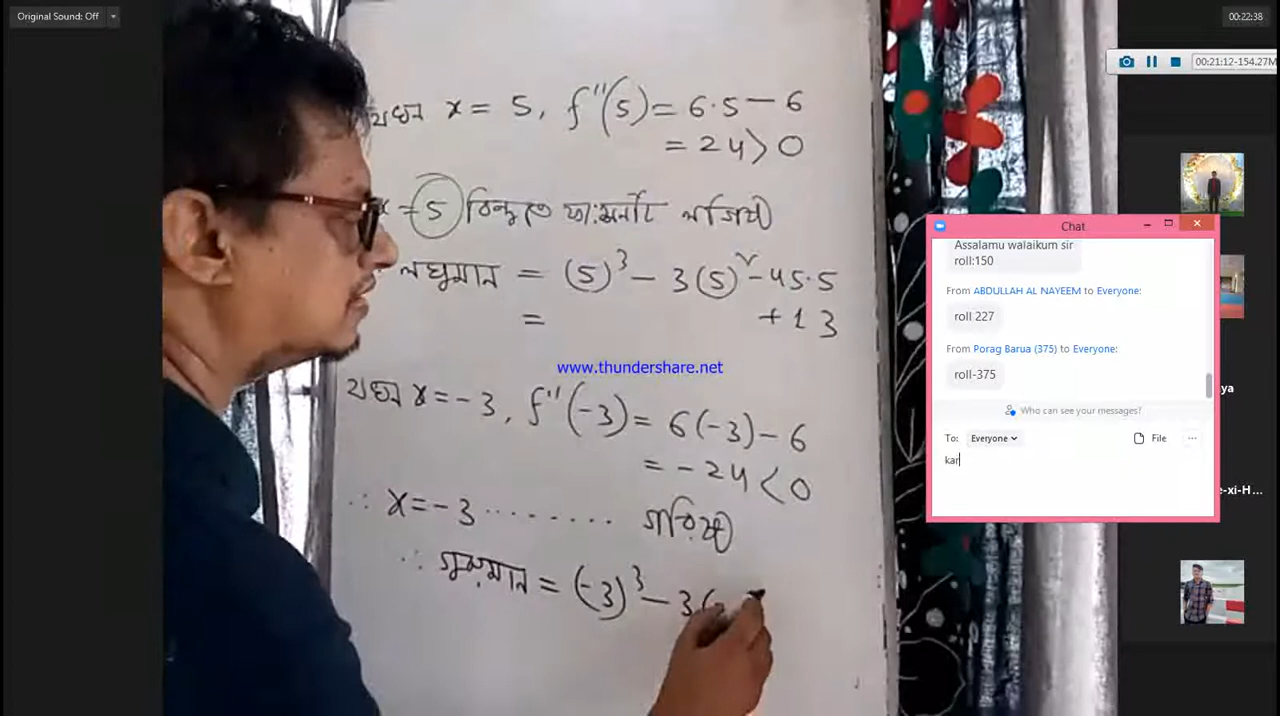 Original Sound: Off
00:22:38
00:21:12-154.27M
যখন x = 5, f''(5) = 6·5 − 6
= 24 > 0
x = 5 বিন্দুতে ফাংশনটি লঘিষ্ঠ
লঘুমান = (5)³ − 3(5)² − 45·5
= + 13
www.thundershare.net
যখন x = −3, f''(−3) = 6(−3) − 6
= −24 < 0
∴ x = −3 ········ গরিষ্ঠ
∴ গুরুমান = (−3)³ − 3(
Chat
Assalamu walaikum sir
roll:150
From ABDULLAH AL NAYEEM to Everyone:
roll 227
From Porag Barua (375) to Everyone:
roll-375
Who can see your messages?
To: Everyone File ...
kar
ya
e-xi-H...